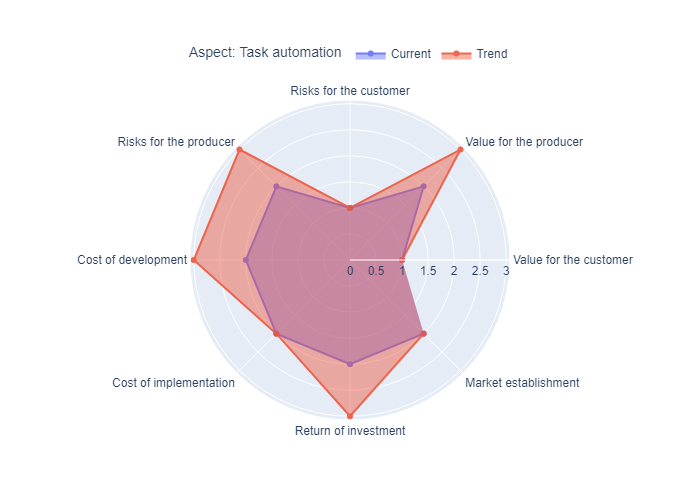 Aspect: Task automation Current Trend
Risks for the customer
Risks for the producer Value for the producer
Cost of development Value for the customer
0 0.5 1 1.5 2 2.5 3
Cost of implementation Market establishment
Return of investment